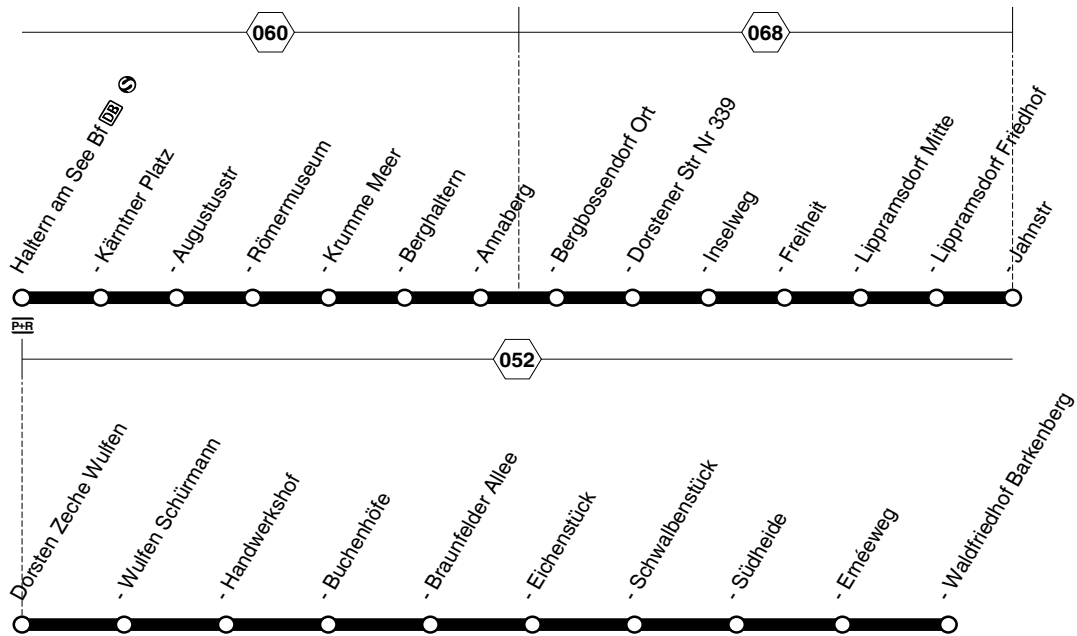 060
068
Haltern am See Bf DB S
- Kärntner Platz
- Augustusstr
- Römermuseum
- Krumme Meer
- Berghaltern
- Annaberg
- Bergbossendorf Ort
- Dorstener Str Nr 339
- Inselweg
- Freiheit
- Lippramsdorf Mitte
- Lippramsdorf Friedhof
- Jahnstr
P+R
052
Dorsten Zeche Wulfen
- Wulfen Schürmann
- Handwerkshof
- Buchenhöfe
- Braunfelder Allee
- Eichenstück
- Schwalbenstück
- Südheide
- Eméeweg
- Waldfriedhof Barkenberg